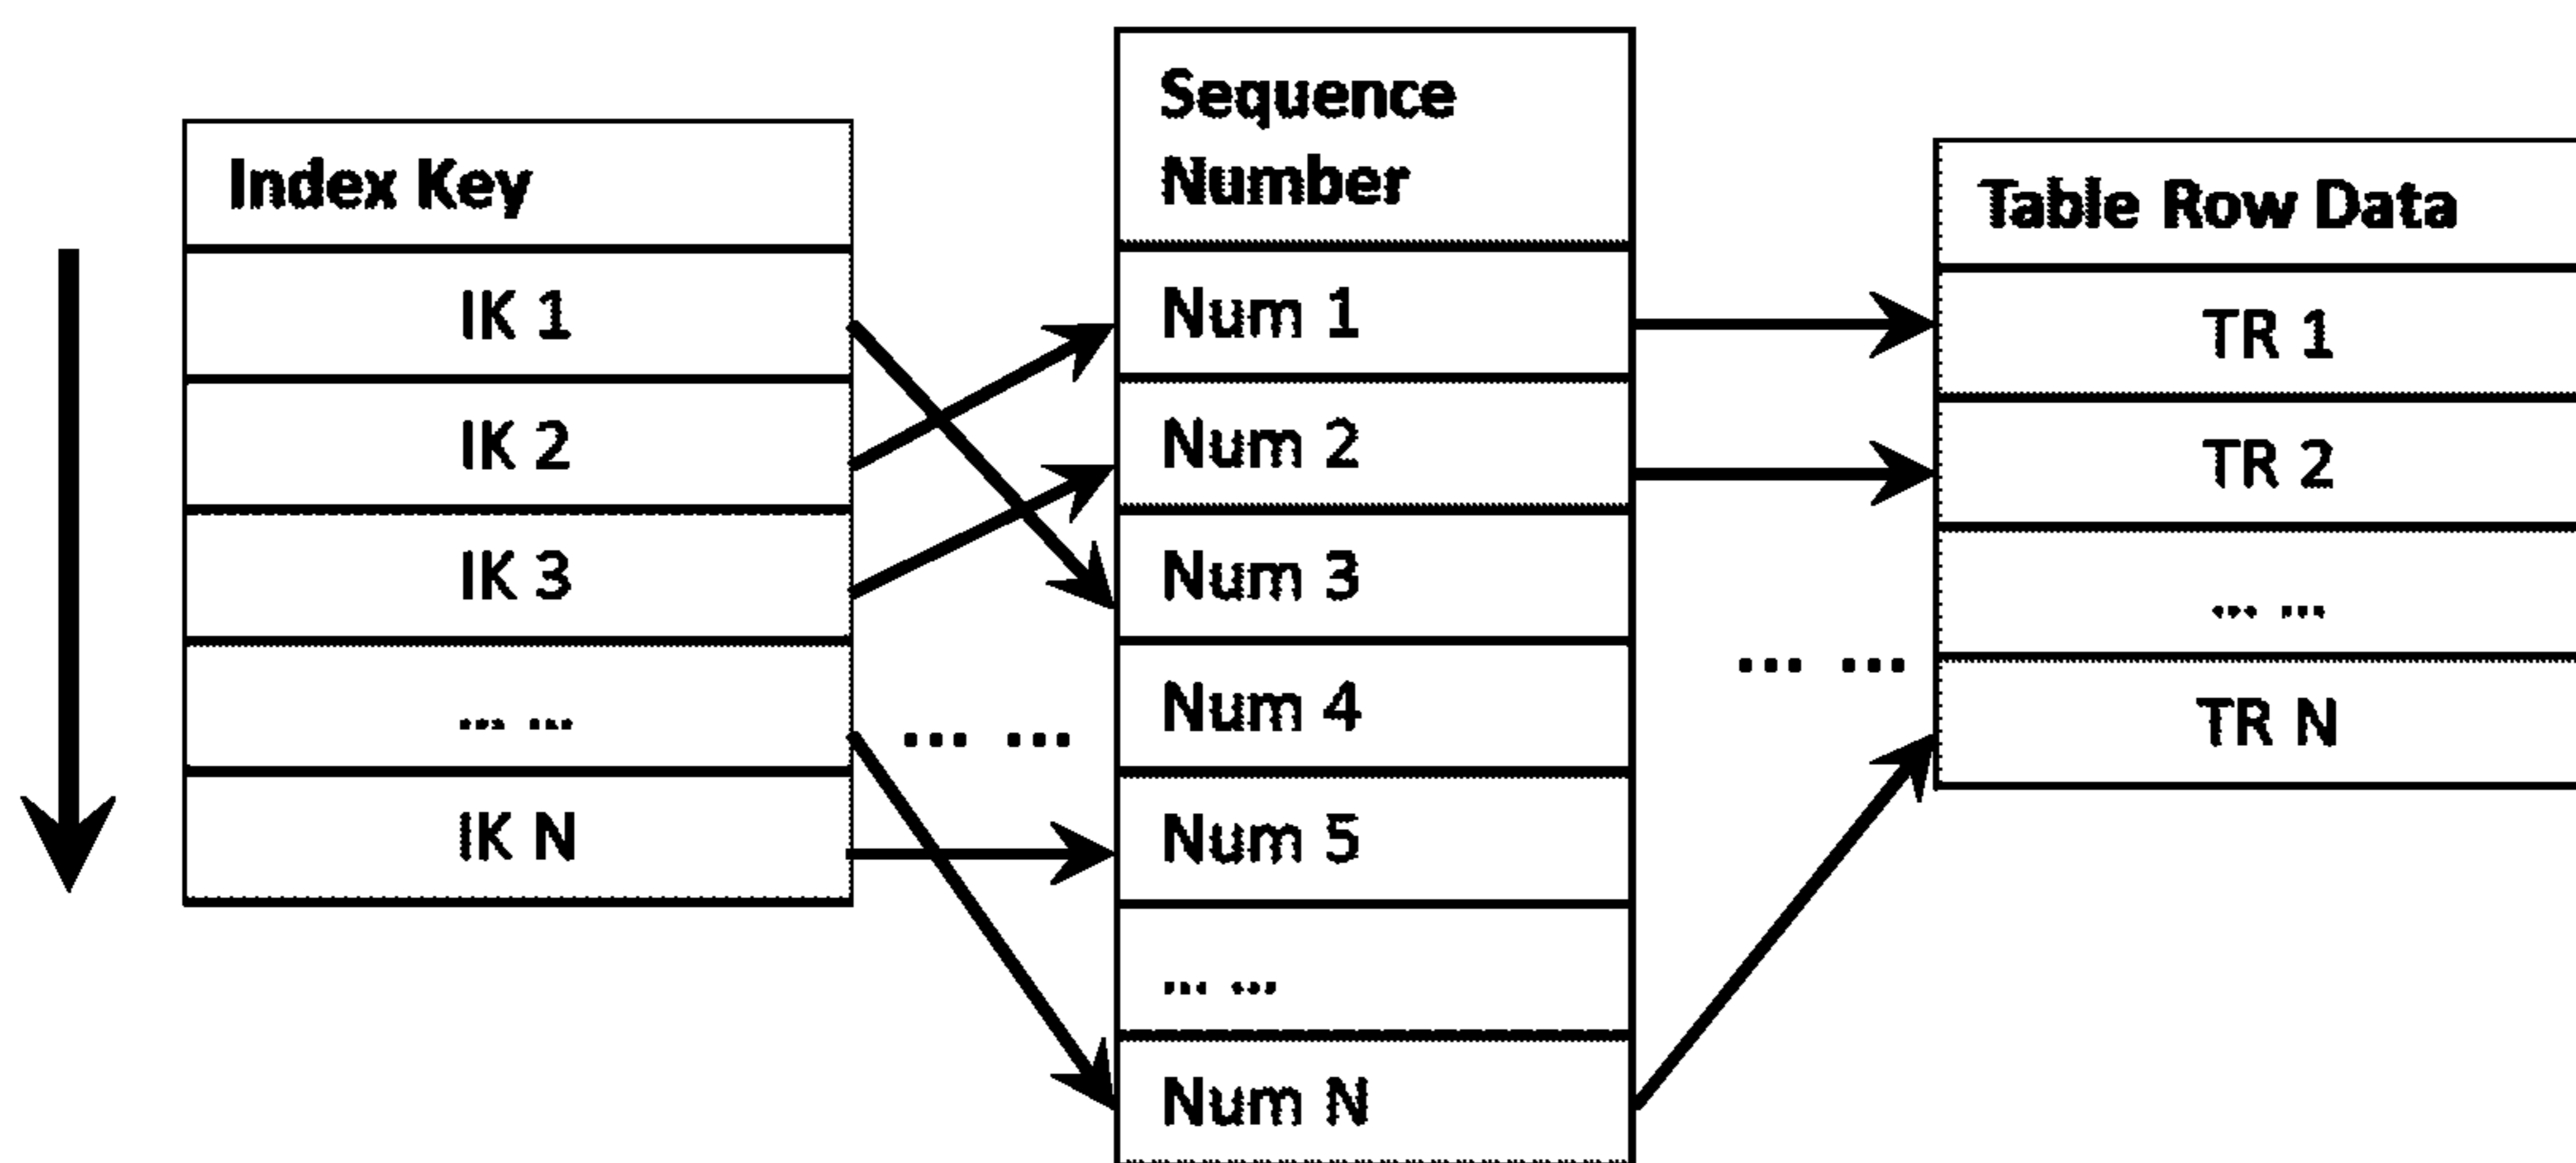 Index Key
IK 1
IK 2
IK 3
... ...
IK N
... ...
Sequence
Number
Num 1
Num 2
Num 3
Num 4
Num 5
... ...
Num N
... ...
Table Row Data
TR 1
TR 2
... ...
TR N